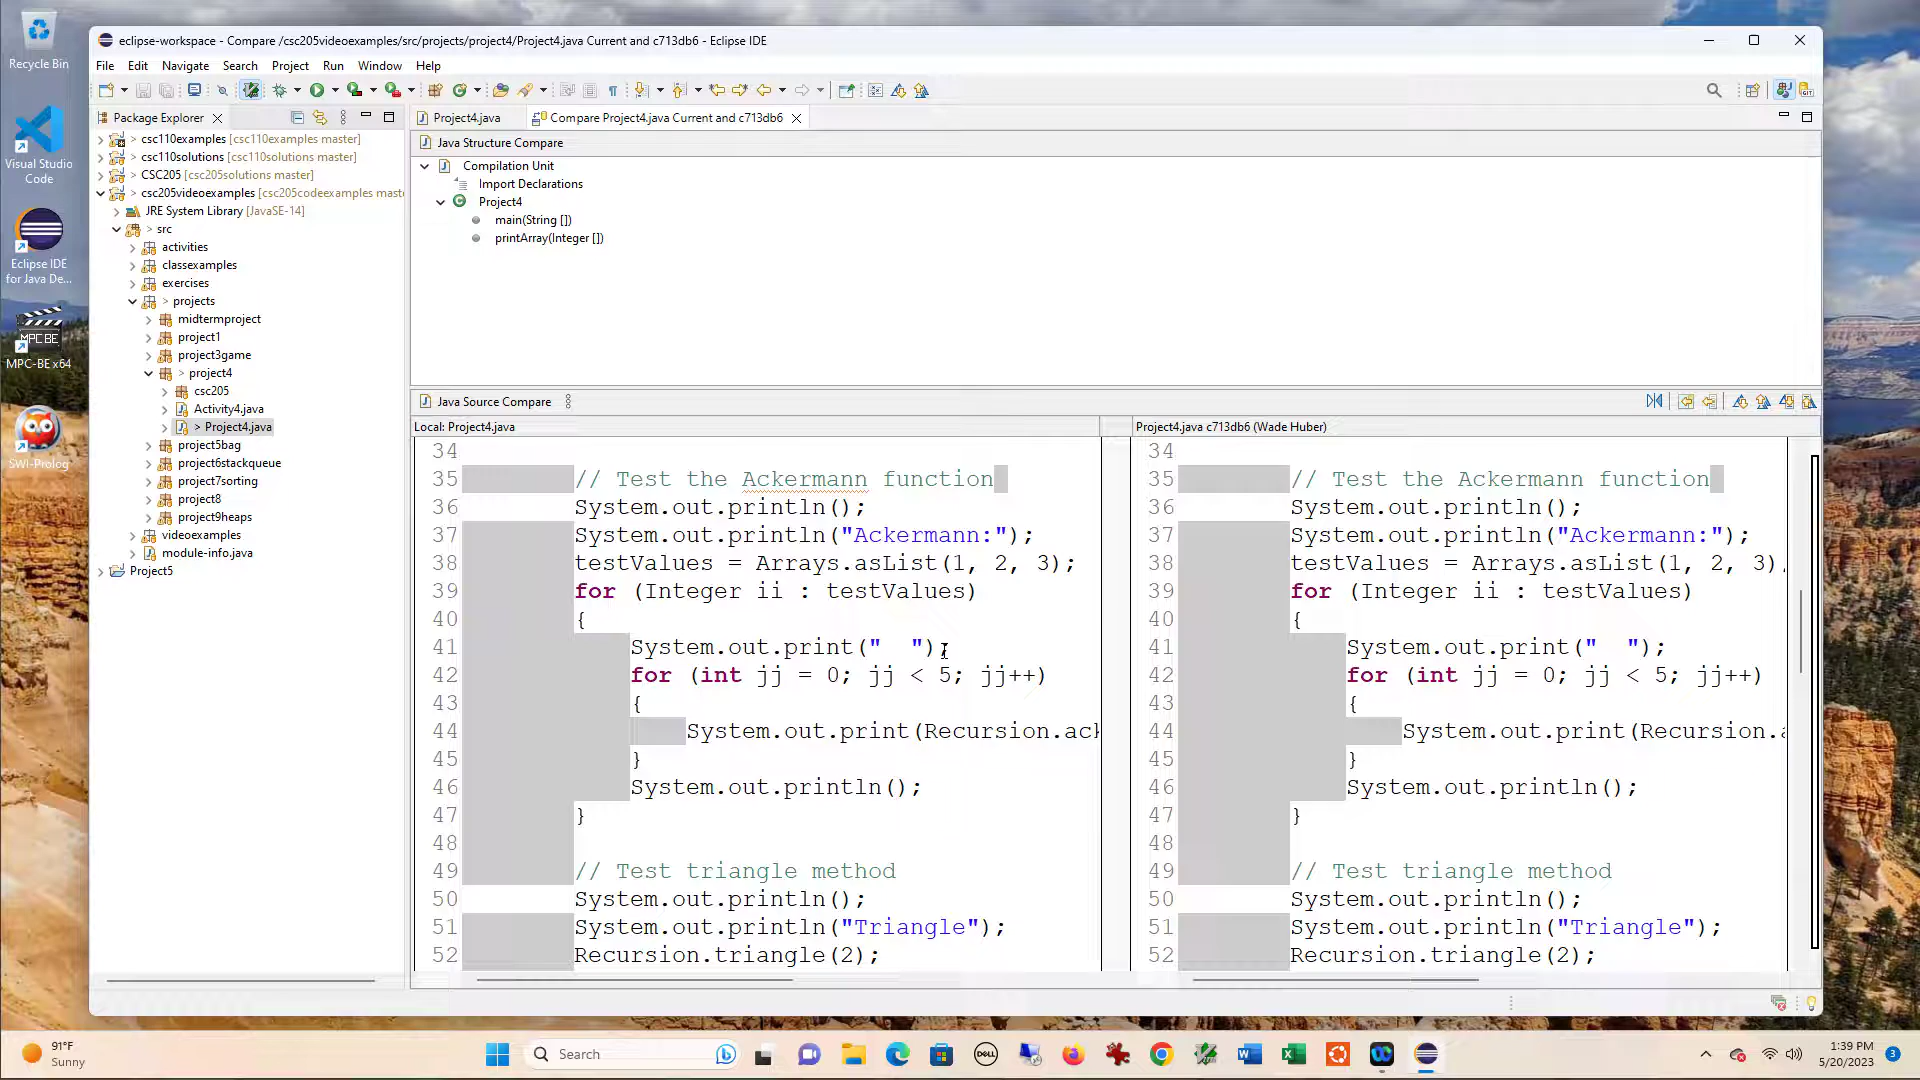 Recycle Bin
Visual Studio
Code
Eclipse IDE
for Java De...
MPC-BE x64
SWI-Prolog
eclipse-workspace - Compare /csc205videoexamples/src/projects/project4/Project4.java Current and c713db6 - Eclipse IDE
File Edit Navigate Search Project Run Window Help
Package Explorer
Project4.java
Compare Project4.java Current and c713db6
> csc110examples [csc110examples master]
> csc110solutions [csc110solutions master]
> CSC205 [csc205solutions master]
> csc205videoexamples [csc205codeexamples mast
JRE System Library [JavaSE-14]
> src
activities
classexamples
exercises
> projects
midtermproject
project1
project3game
> project4
csc205
Activity4.java
> Project4.java
project5bag
project6stackqueue
project7sorting
project8
project9heaps
videoexamples
module-info.java
Project5
Java Structure Compare
Compilation Unit
Import Declarations
Project4
main(String [])
printArray(Integer [])
Java Source Compare
Local: Project4.java
34
35 // Test the Ackermann function
36 System.out.println();
37 System.out.println("Ackermann:");
38 testValues = Arrays.asList(1, 2, 3);
39 for (Integer ii : testValues)
40 {
41 System.out.print("  ");
42 for (int jj = 0; jj < 5; jj++)
43 {
44 System.out.print(Recursion.ack
45 }
46 System.out.println();
47 }
48
49 // Test triangle method
50 System.out.println();
51 System.out.println("Triangle");
52 Recursion.triangle(2);
Project4.java c713db6 (Wade Huber)
34
35 // Test the Ackermann function
36 System.out.println();
37 System.out.println("Ackermann:");
38 testValues = Arrays.asList(1, 2, 3)
39 for (Integer ii : testValues)
40 {
41 System.out.print("  ");
42 for (int jj = 0; jj < 5; jj++)
43 {
44 System.out.print(Recursion.a
45 }
46 System.out.println();
47 }
48
49 // Test triangle method
50 System.out.println();
51 System.out.println("Triangle");
52 Recursion.triangle(2);
91°F
Sunny
Search
DELL
1:39 PM
5/20/2023
3